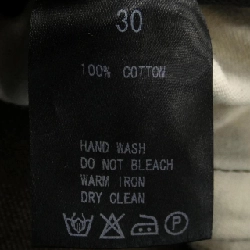 30
100% COTTON
HAND WASH
DO NOT BLEACH
WARM IRON
DRY CLEAN
P